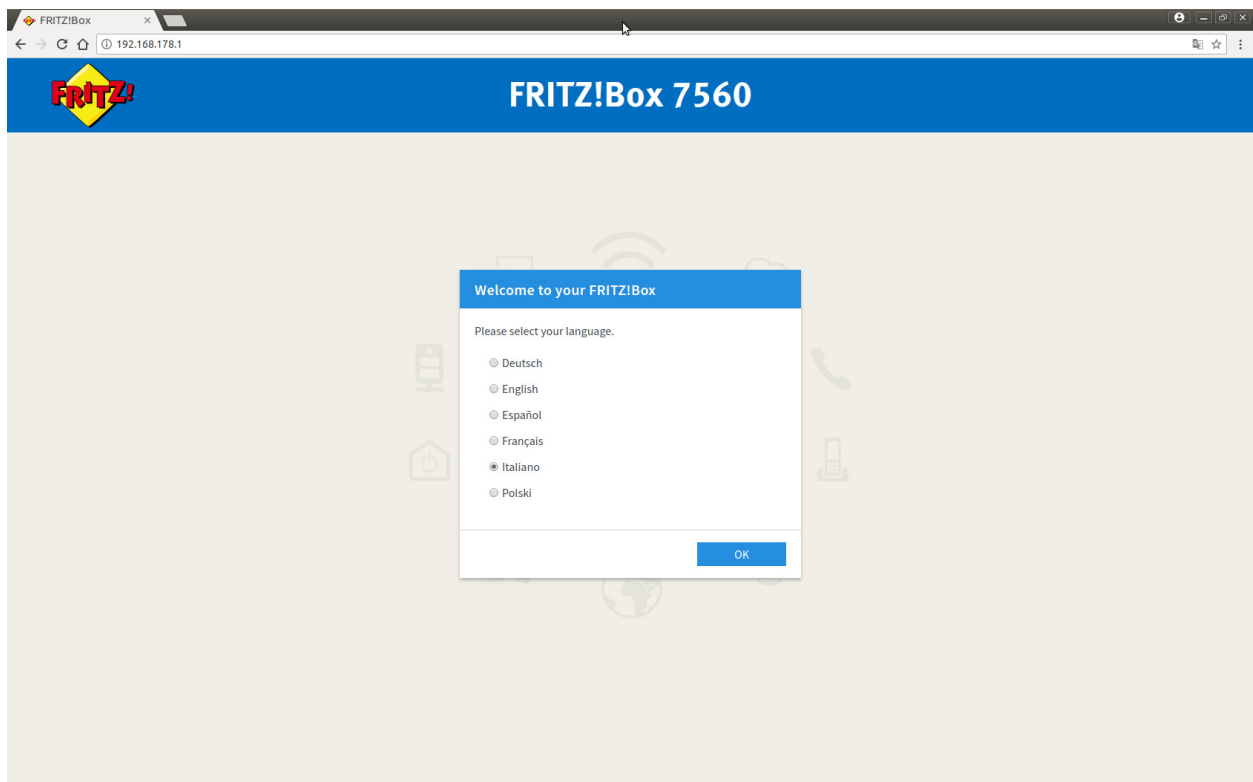 FRITZ!Box
192.168.178.1
FRITZ!
FRITZ!Box 7560
Welcome to your FRITZ!Box
Please select your language.
Deutsch
English
Español
Français
Italiano
Polski
OK